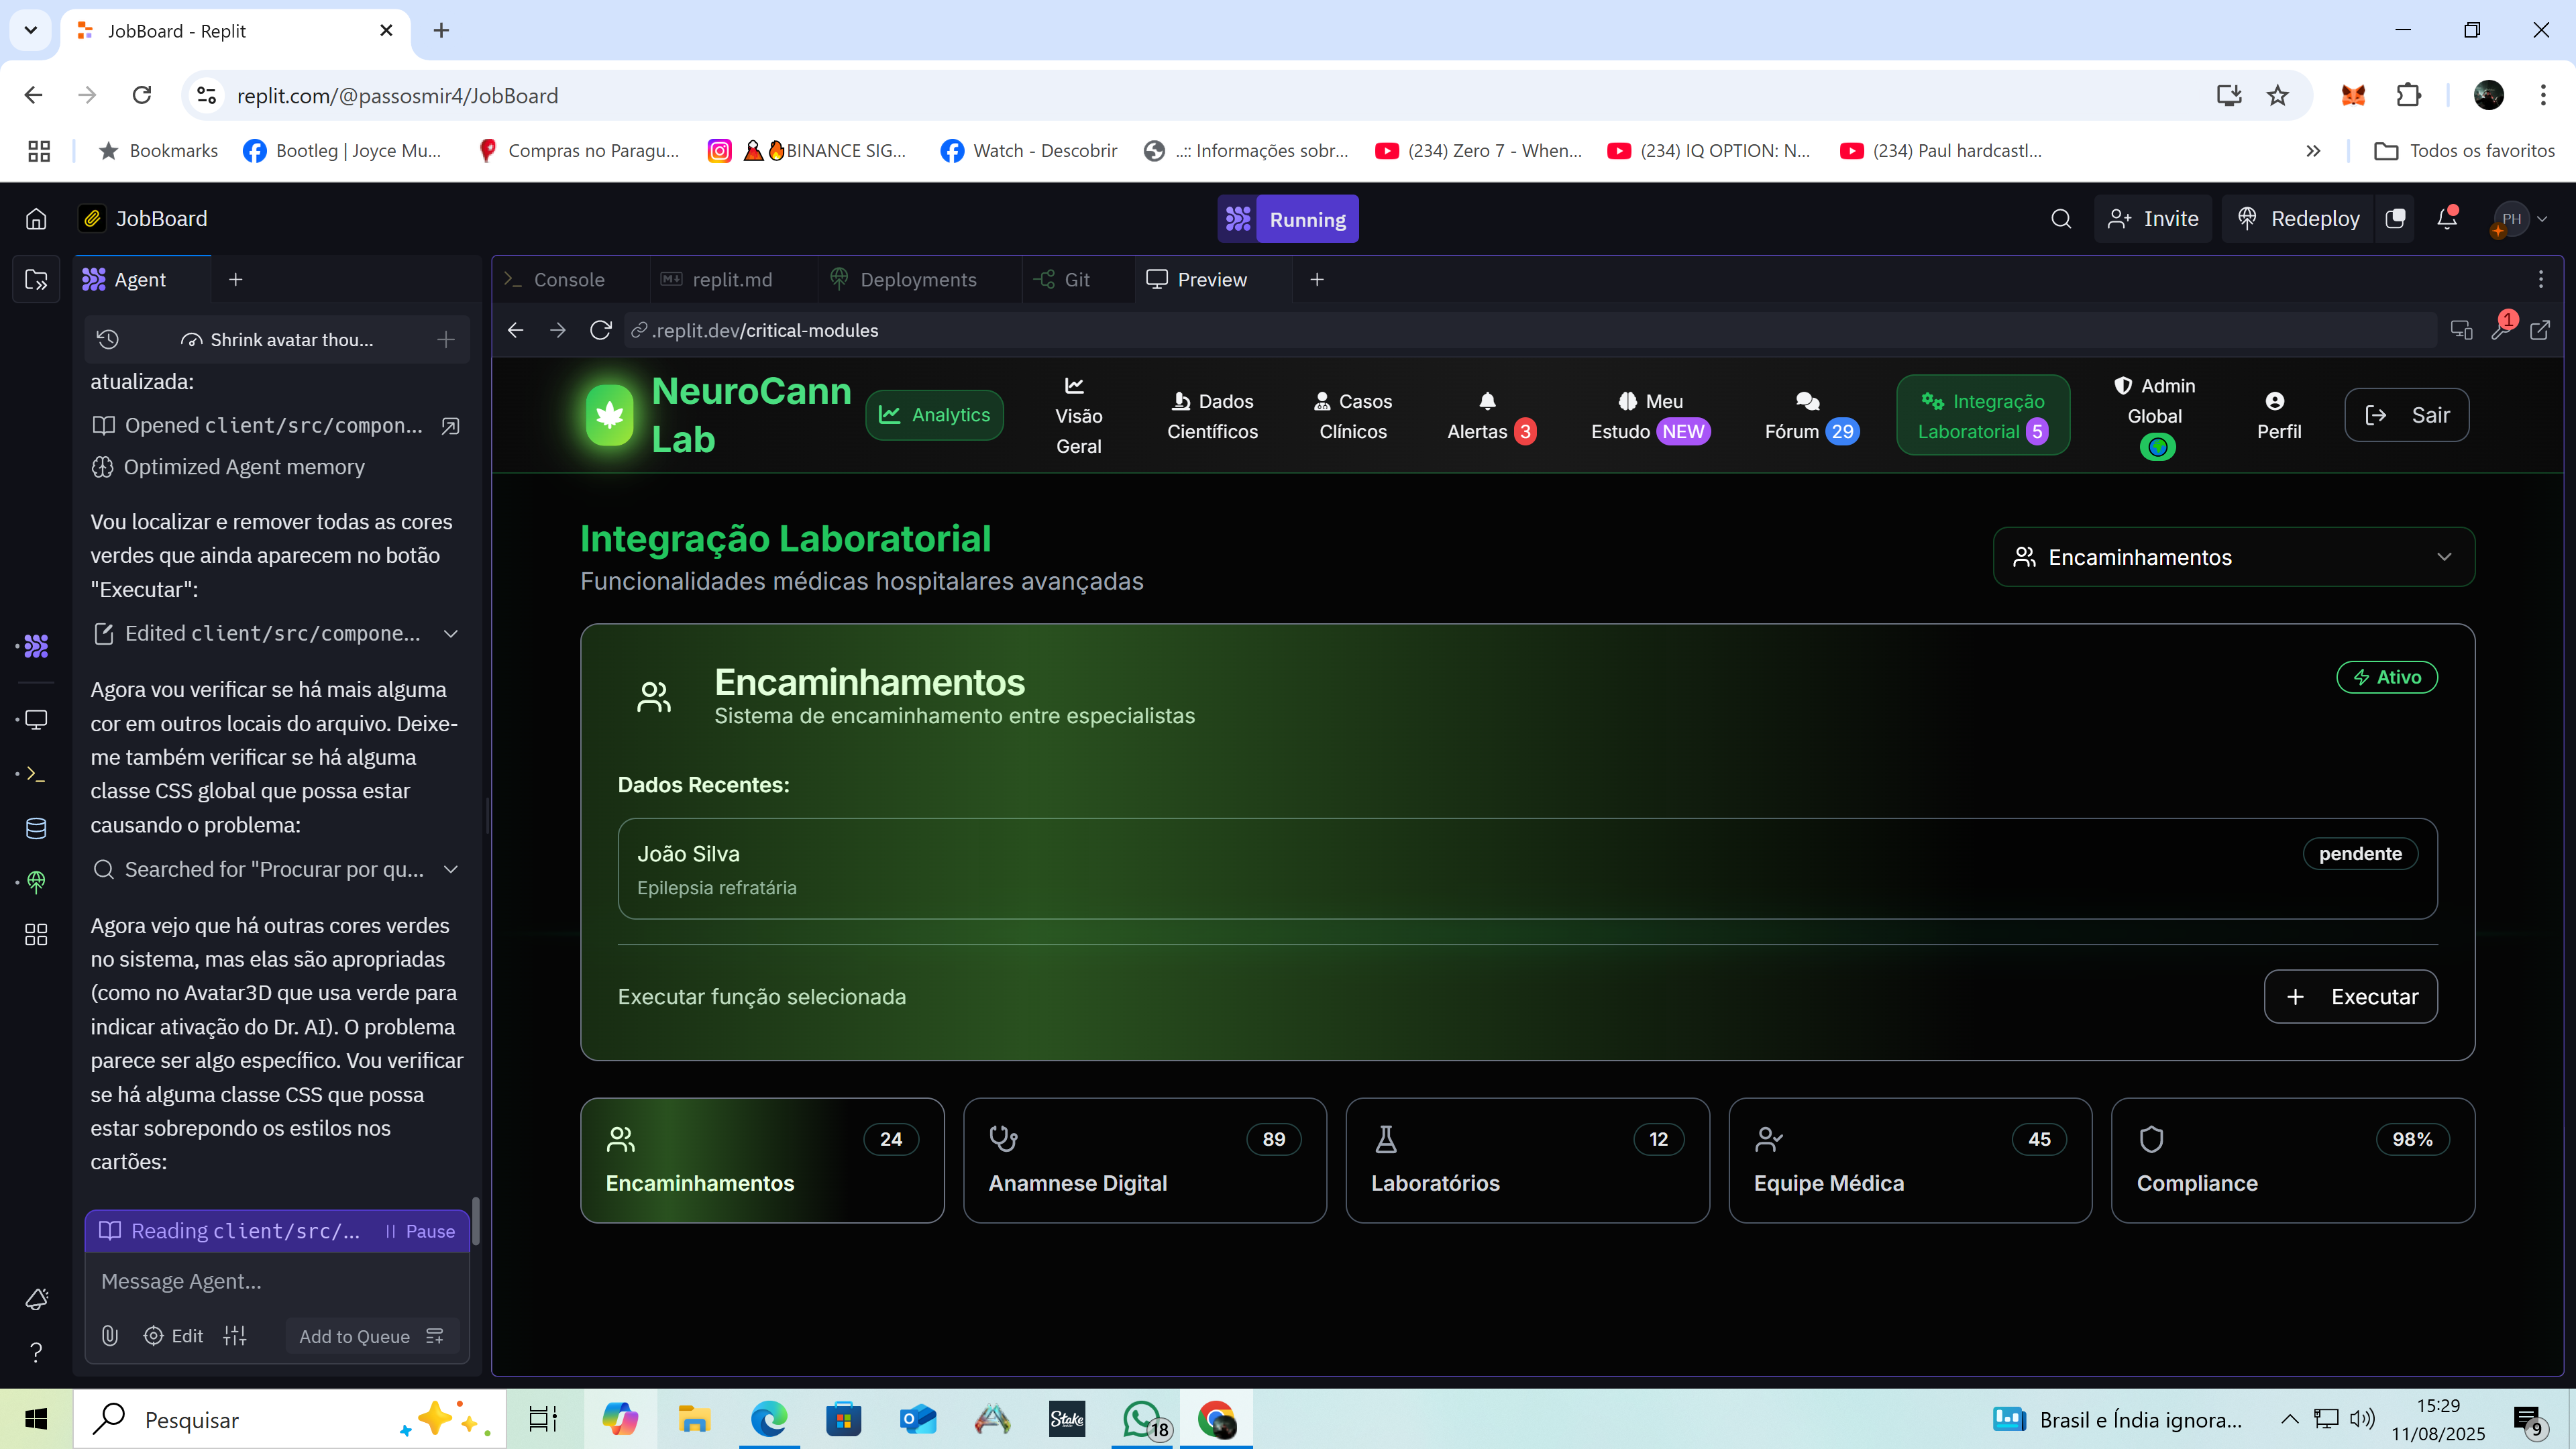 JobBoard - Replit
replit.com/@passosmir4/JobBoard
Bookmarks
Bootleg | Joyce Mu...
Compras no Paragu...
BINANCE SIG...
Watch - Descobrir
..:: Informações sobr...
(234) Zero 7 - When...
(234) IQ OPTION: N...
(234) Paul hardcastl...
Todos os favoritos
JobBoard
Running
Invite
Redeploy
PH
Agent
Shrink avatar thou...
atualizada:
Opened client/src/compon...
Optimized Agent memory
Vou localizar e remover todas as cores
verdes que ainda aparecem no botão
"Executar":
Edited client/src/compone...
Agora vou verificar se há mais alguma
cor em outros locais do arquivo. Deixe-
me também verificar se há alguma
classe CSS global que possa estar
causando o problema:
Searched for "Procurar por qu...
Agora vejo que há outras cores verdes
no sistema, mas elas são apropriadas
(como no Avatar3D que usa verde para
indicar ativação do Dr. AI). O problema
parece ser algo específico. Vou verificar
se há alguma classe CSS que possa
estar sobrepondo os estilos nos
cartões:
Reading client/src/...
Pause
Message Agent...
Edit
Add to Queue
Console
replit.md
Deployments
Git
Preview
.replit.dev/critical-modules
1
NeuroCann
Lab
Analytics
Visão
Geral
Dados
Científicos
Casos
Clínicos
Alertas 3
Meu
Estudo NEW
Fórum 29
Integração
Laboratorial 5
Admin
Global
Perfil
Sair
Integração Laboratorial
Funcionalidades médicas hospitalares avançadas
Encaminhamentos
Encaminhamentos
Sistema de encaminhamento entre especialistas
Ativo
Dados Recentes:
João Silva
Epilepsia refratária
pendente
Executar função selecionada
Executar
24
Encaminhamentos
89
Anamnese Digital
12
Laboratórios
45
Equipe Médica
98%
Compliance
Pesquisar
Stake
18
Brasil e Índia ignora...
15:29
11/08/2025
9